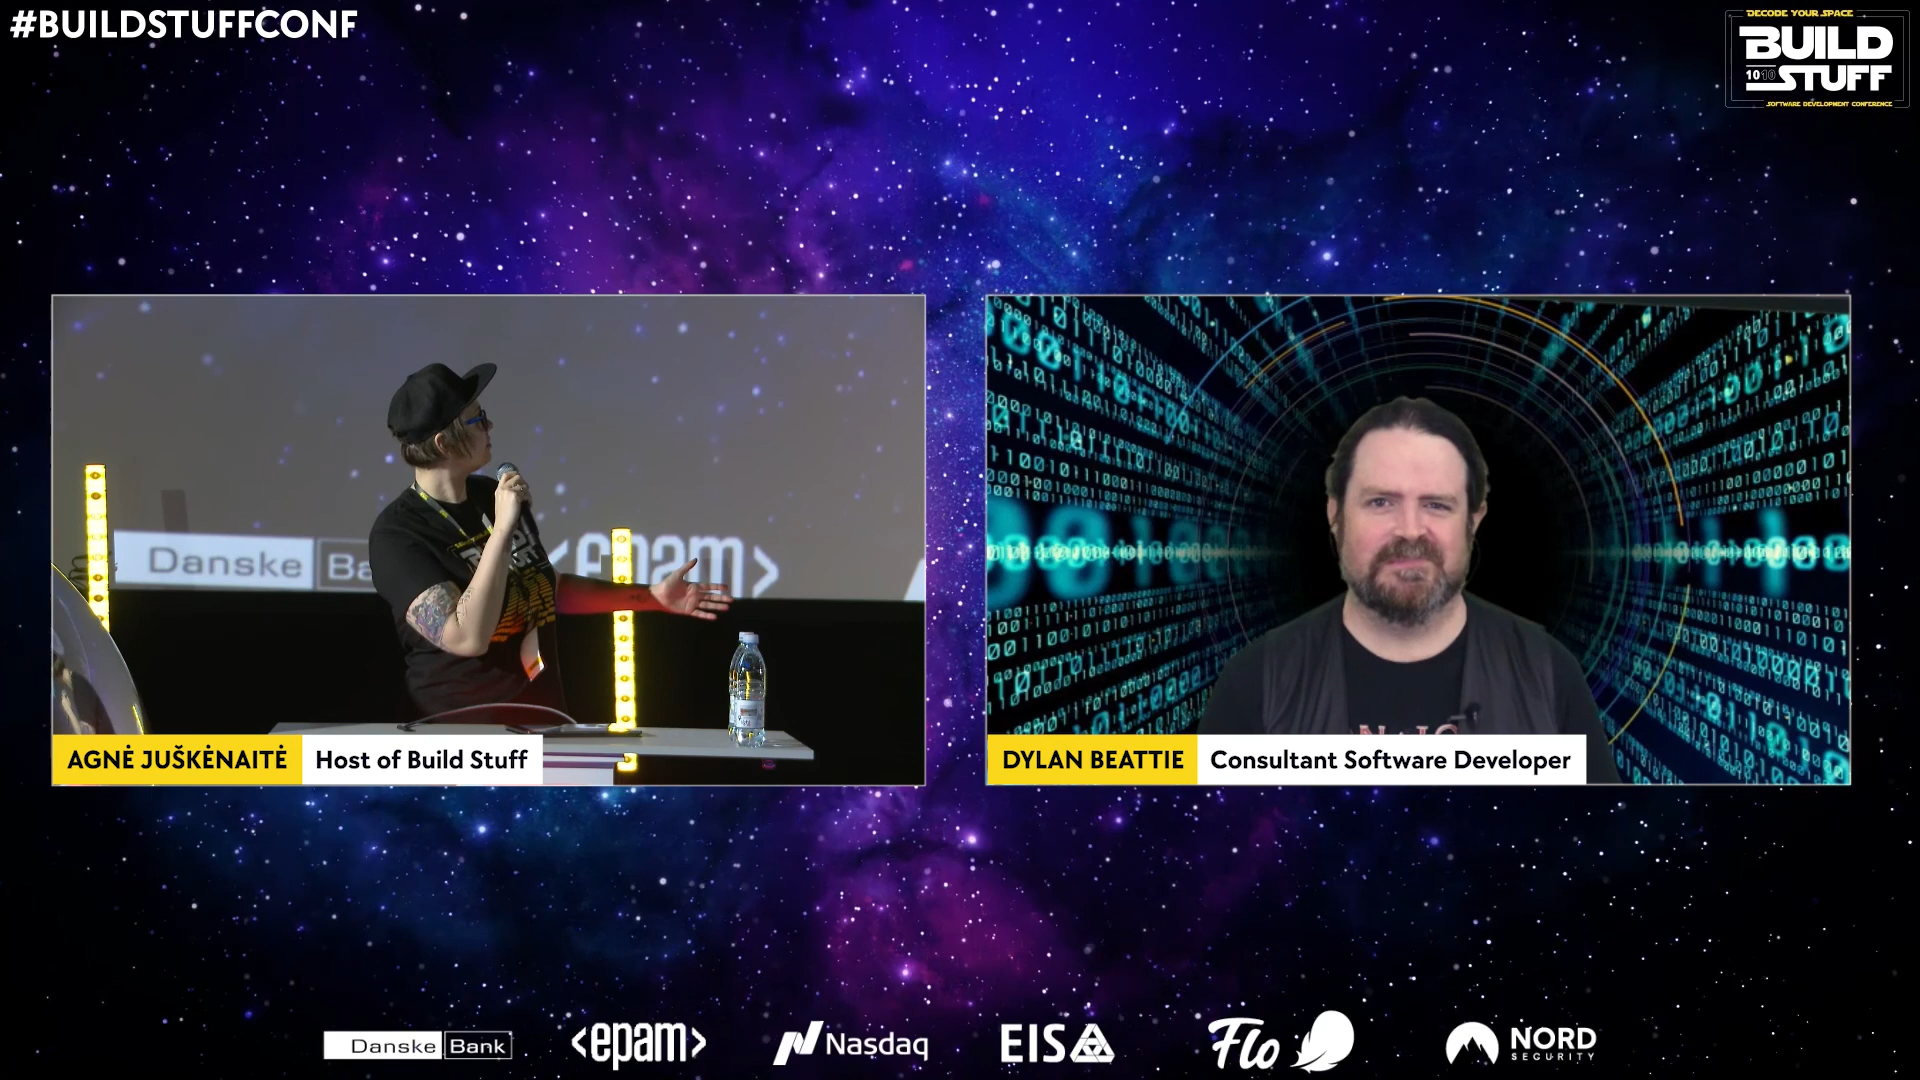 #BUILDSTUFFCONF
DECODE YOUR SPACE
BUILD
STUFF
SOFTWARE DEVELOPMENT CONFERENCE
Danske
<epam>
AGNĖ JUŠKĖNAITĖ Host of Build Stuff
DYLAN BEATTIE Consultant Software Developer
Danske Bank
<epam>
Nasdaq
EIS
Flo
NORD
SECURITY